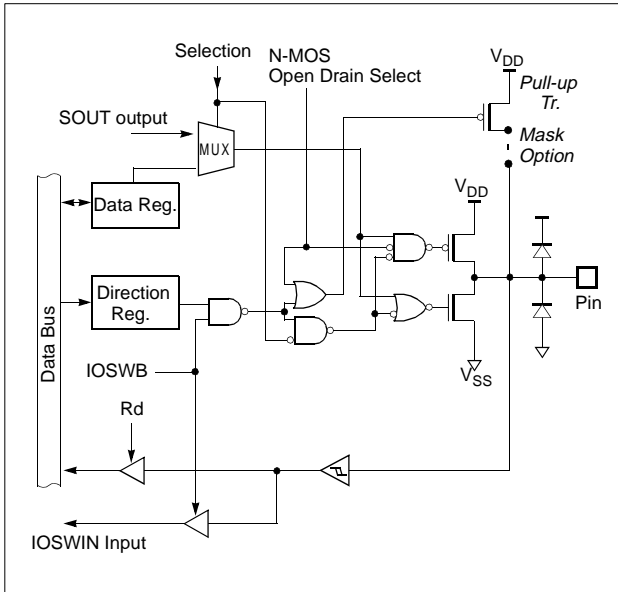 Selection
N-MOS
Open Drain Select
VDD
Pull-up
Tr.
SOUT output
MUX
Mask
Option
Data Reg.
VDD
Direction
Reg.
Pin
Data Bus
IOSWB
VSS
Rd
IOSWIN Input